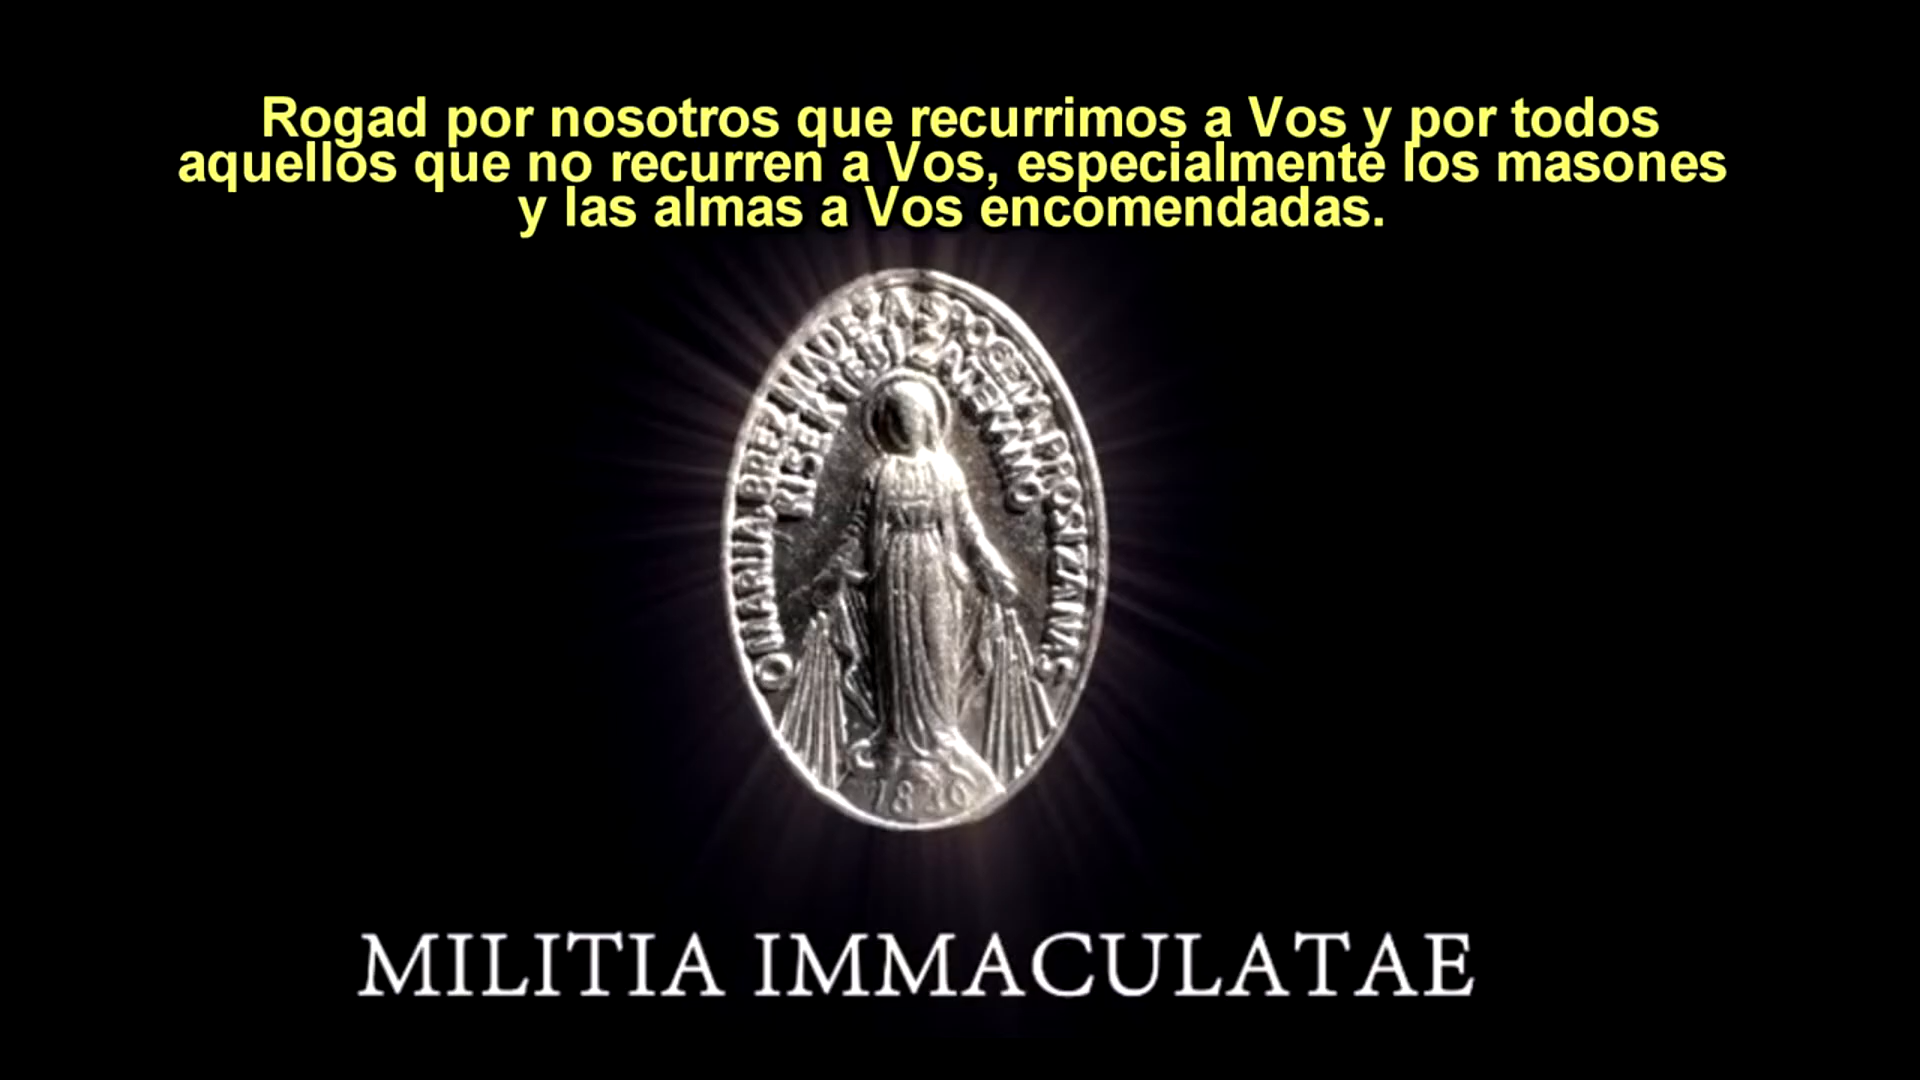 Rogad por nosotros que recurrimos a Vos y por todos
aquellos que no recurren a Vos, especialmente los masones
y las almas a Vos encomendadas.
MILITIA IMMACULATAE